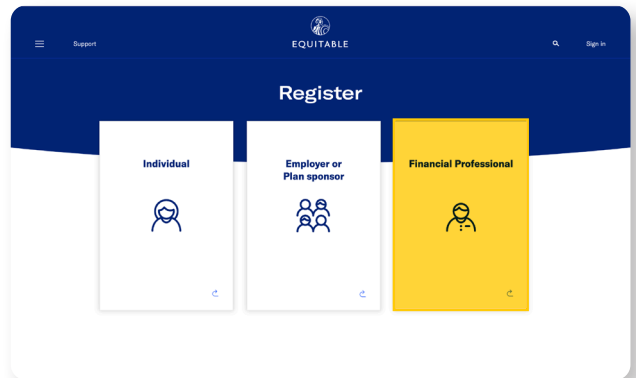 Support
EQUITABLE
Sign in
Register
Individual
Employer or
Plan sponsor
Financial Professional